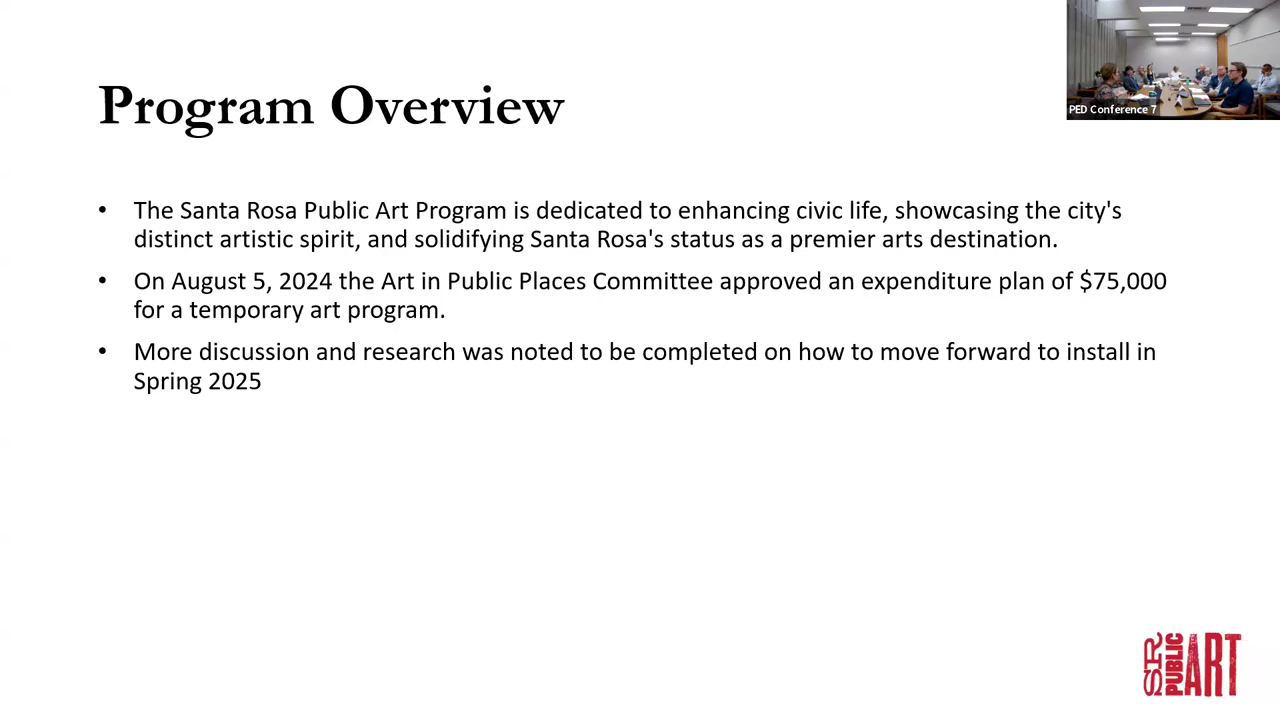 PED Conference 7
Program Overview
• The Santa Rosa Public Art Program is dedicated to enhancing civic life, showcasing the city's
distinct artistic spirit, and solidifying Santa Rosa's status as a premier arts destination.
• On August 5, 2024 the Art in Public Places Committee approved an expenditure plan of $75,000
for a temporary art program.
• More discussion and research was noted to be completed on how to move forward to install in
Spring 2025
SR
PUBLIC
ART